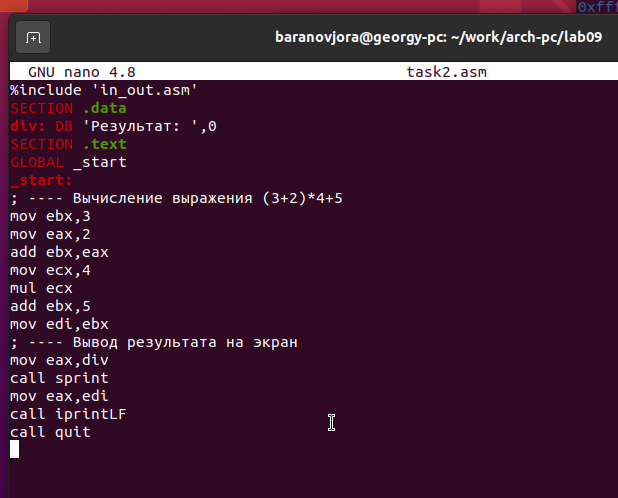 0xfff
baranovjora@georgy-pc: ~/work/arch-pc/lab09
GNU nano 4.8 task2.asm
%include 'in_out.asm'
SECTION .data
div: DB 'Результат: ',0
SECTION .text
GLOBAL _start
_start:
; ---- Вычисление выражения (3+2)*4+5
mov ebx,3
mov eax,2
add ebx,eax
mov ecx,4
mul ecx
add ebx,5
mov edi,ebx
; ---- Вывод результата на экран
mov eax,div
call sprint
mov eax,edi
call iprintLF
call quit